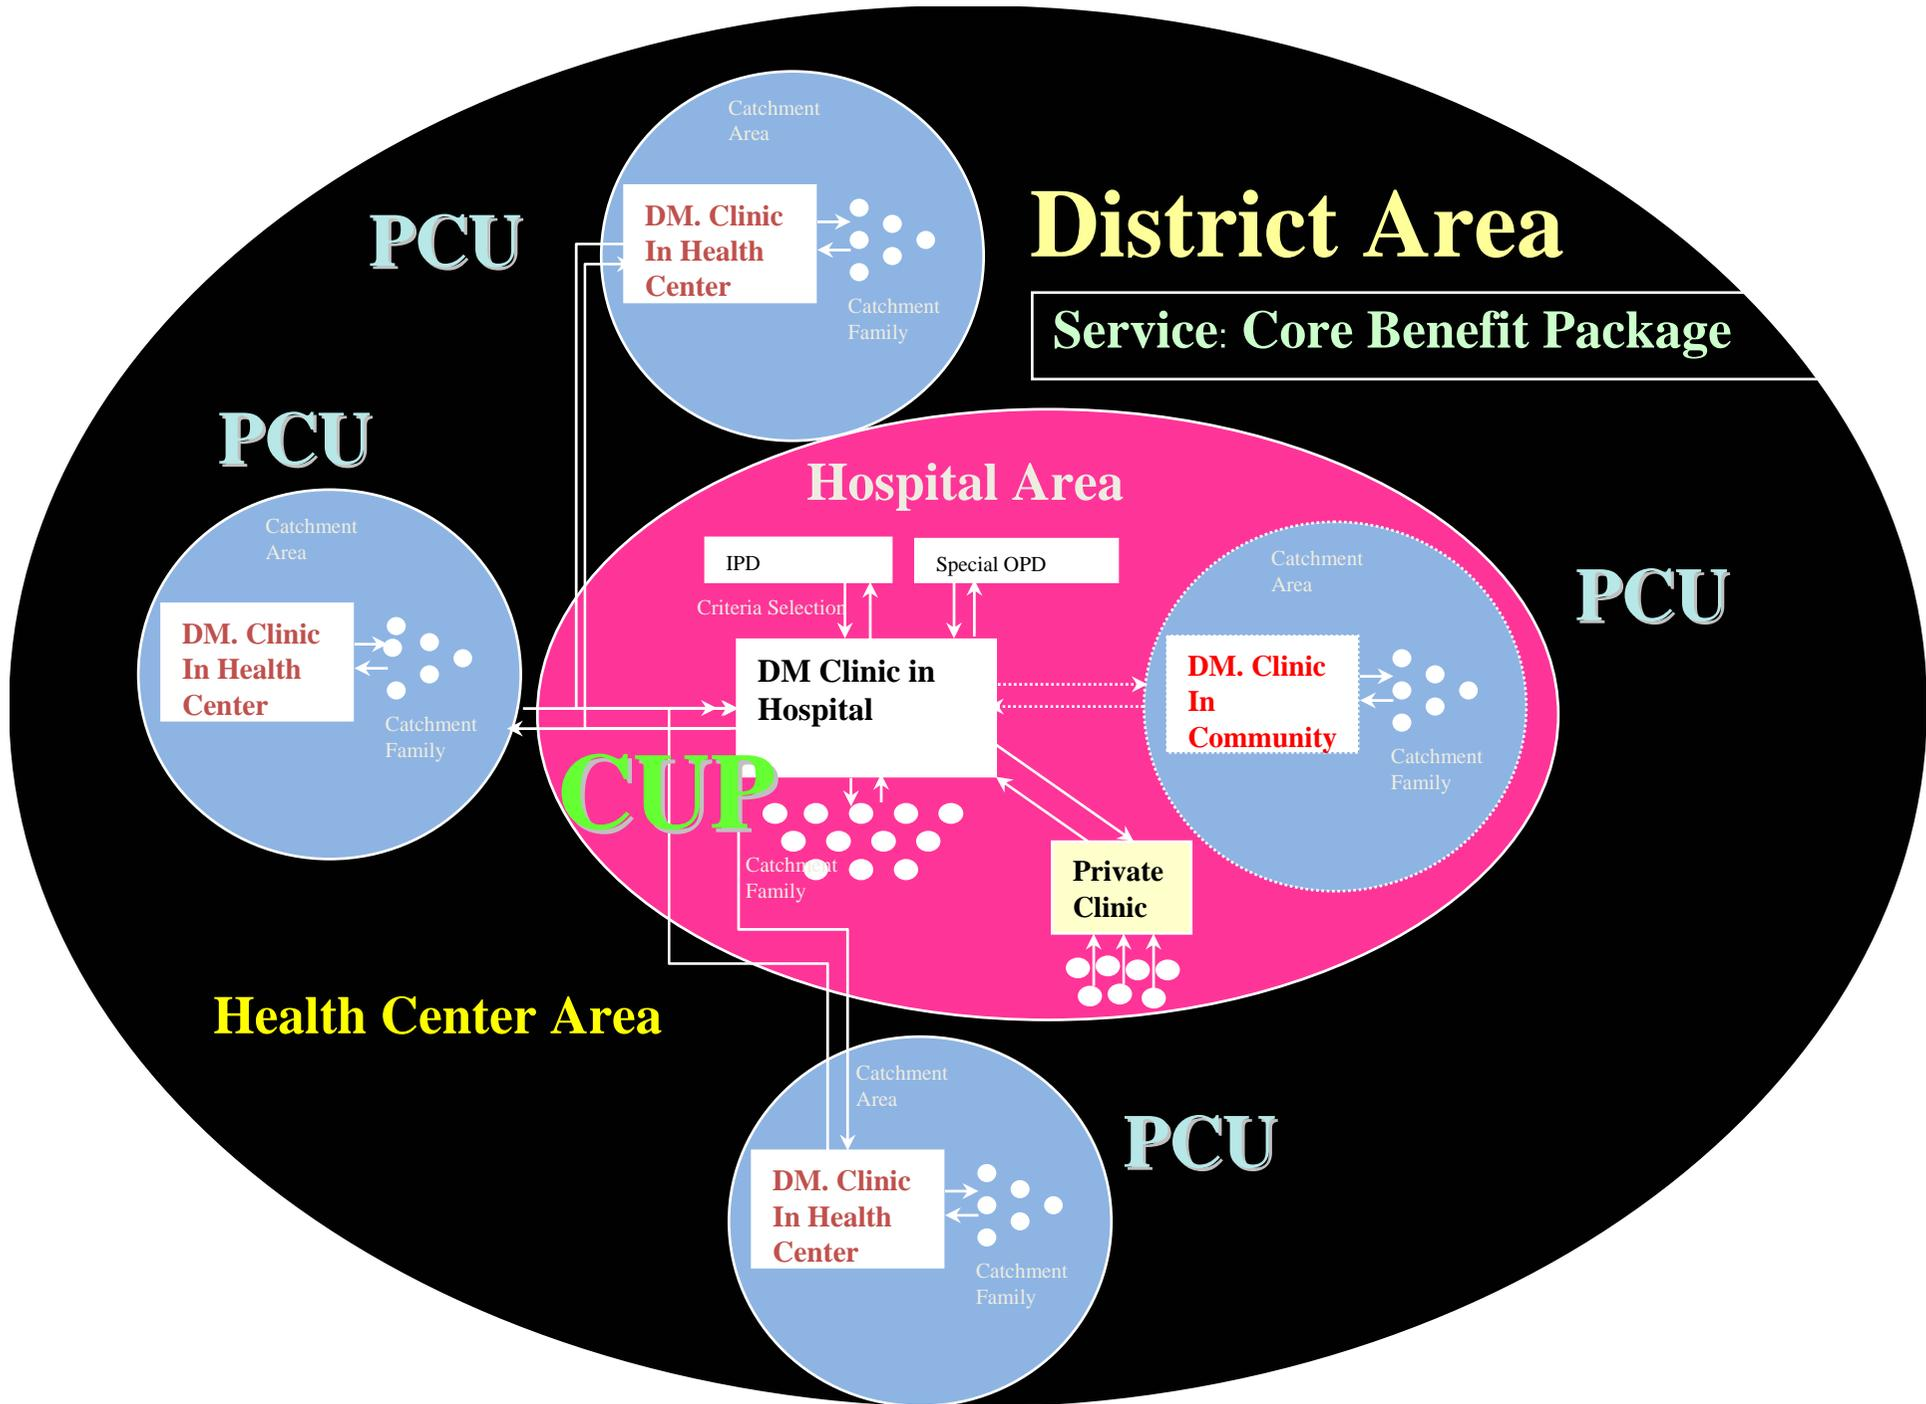 Catchment
Area
PCU
DM. Clinic
In Health
Center
Catchment
Family
District Area
Service: Core Benefit Package
PCU
Catchment
Area
DM. Clinic
In Health
Center
Catchment
Family
Hospital Area
IPD
Special OPD
Criteria Selection
DM Clinic in
Hospital
CUP
Catchment
Family
Catchment
Area
PCU
DM. Clinic
In
Community
Catchment
Family
Private
Clinic
Health Center Area
Catchment
Area
PCU
DM. Clinic
In Health
Center
Catchment
Family